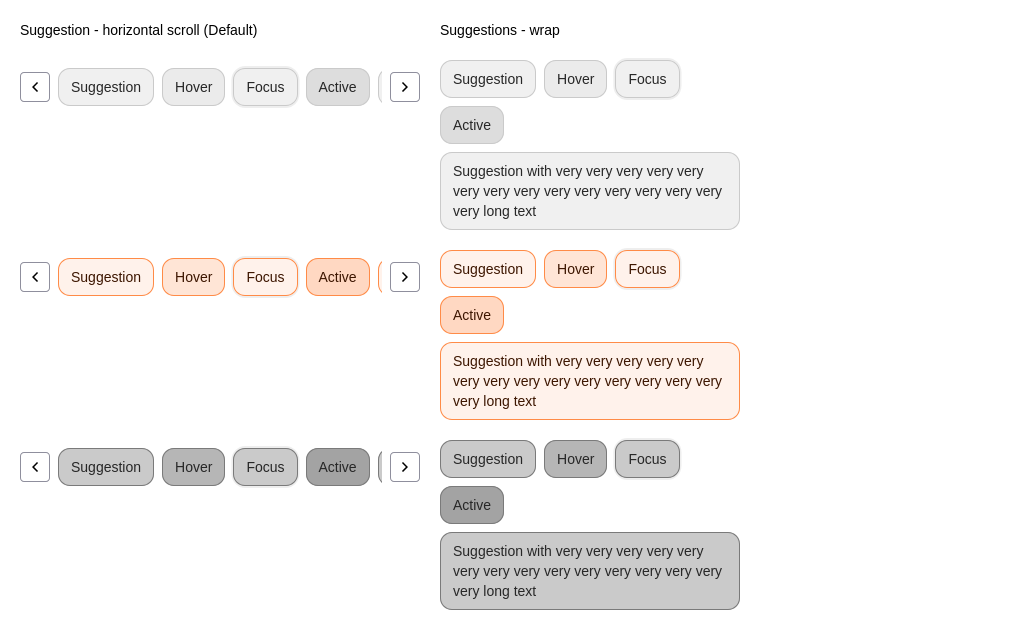 Suggestion - horizontal scroll (Default)
Suggestion Hover Focus Active
Suggestion Hover Focus Active
Suggestion Hover Focus Active
Suggestions - wrap
Suggestion Hover Focus
Active
Suggestion with very very very very very
very very very very very very very very very
very long text
Suggestion Hover Focus
Active
Suggestion with very very very very very
very very very very very very very very very
very long text
Suggestion Hover Focus
Active
Suggestion with very very very very very
very very very very very very very very very
very long text